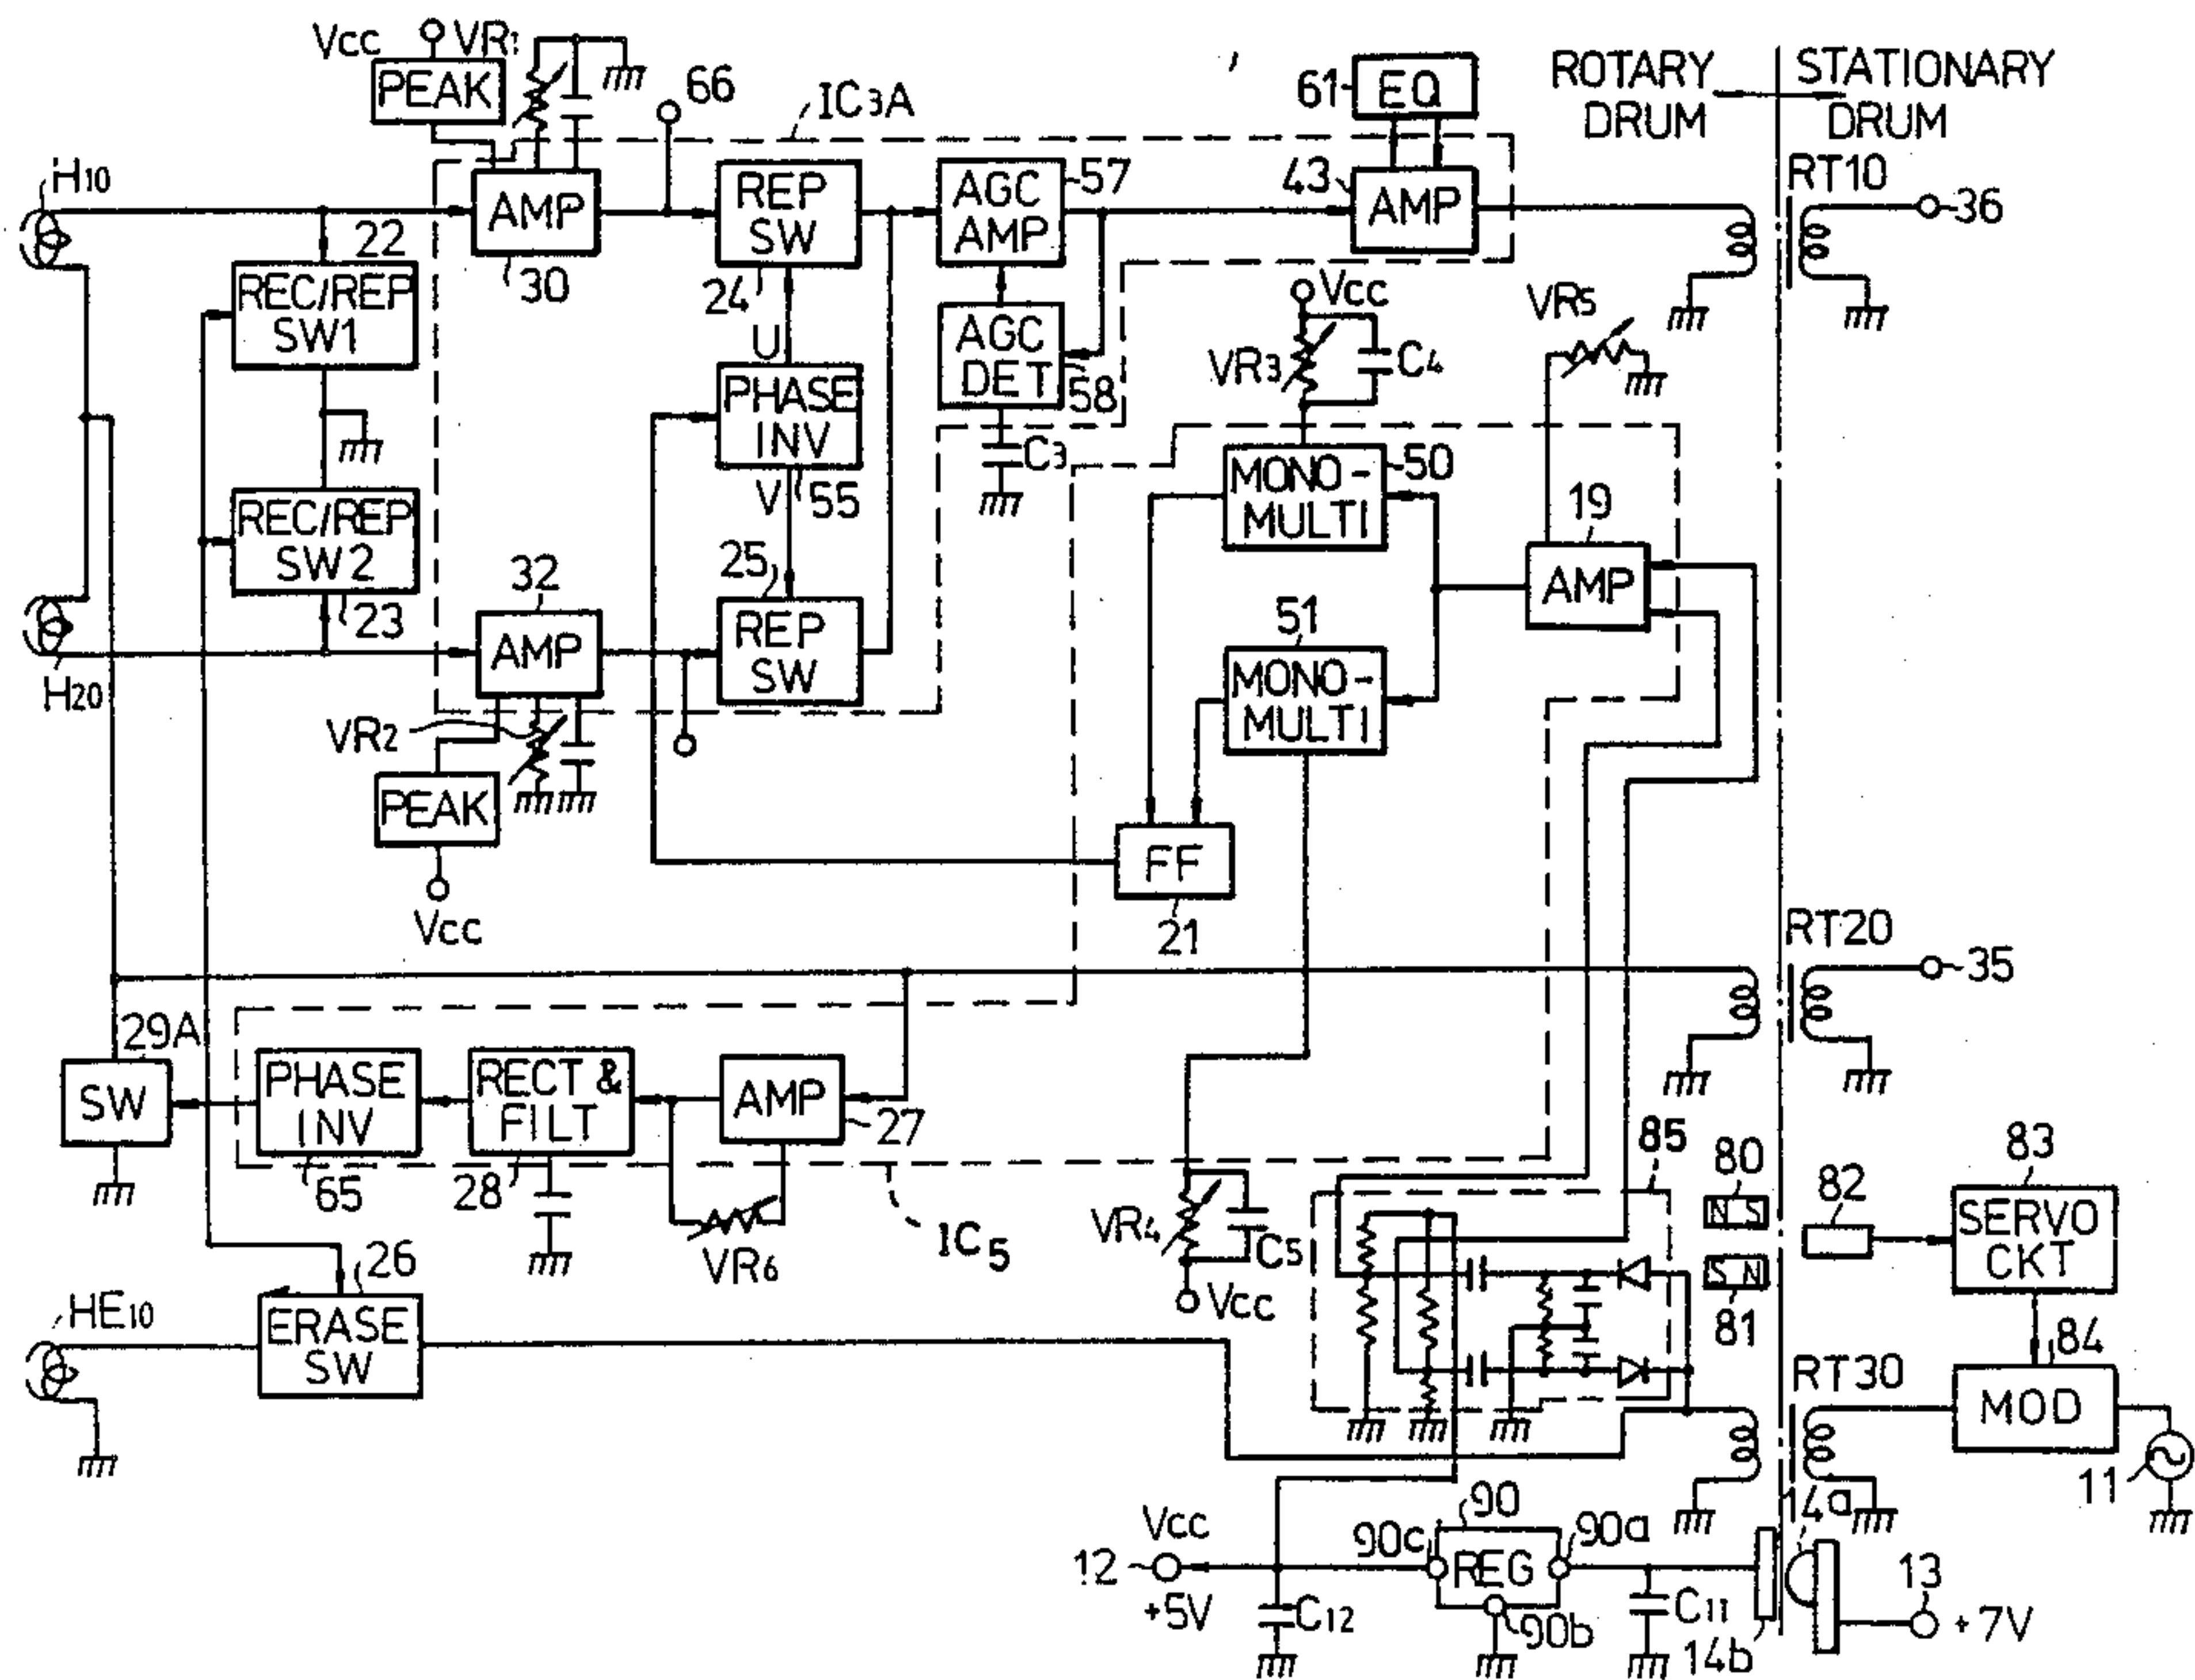 Vcc
VR1
PEAK
66
IC3A
61
EQ
ROTARY
DRUM
STATIONARY
DRUM
H10
22
AMP
30
REP
SW
24
AGC
AMP
57
43
AMP
RT10
36
REC/REP
SW1
U
AGC
DET
58
Vcc
VR3
C4
VR5
PHASE
INV
V
55
C3
MONO-
MULTI
50
19
REC/REP
SW2
23
32
AMP
25
REP
SW
51
MONO-
MULTI
AMP
H20
VR2
PEAK
Vcc
FF
21
RT20
35
29A
SW
PHASE
INV
65
RECT &
FILT
28
AMP
27
VR6
IC5
85
80
N S
82
83
SERVO
CKT
VR4
C5
Vcc
S N
81
HE10
26
ERASE
SW
84
RT30
MOD
11
14a
Vcc
12
+5V
90c
90
REG
90a
90b
C12
C11
14b
13
+7V